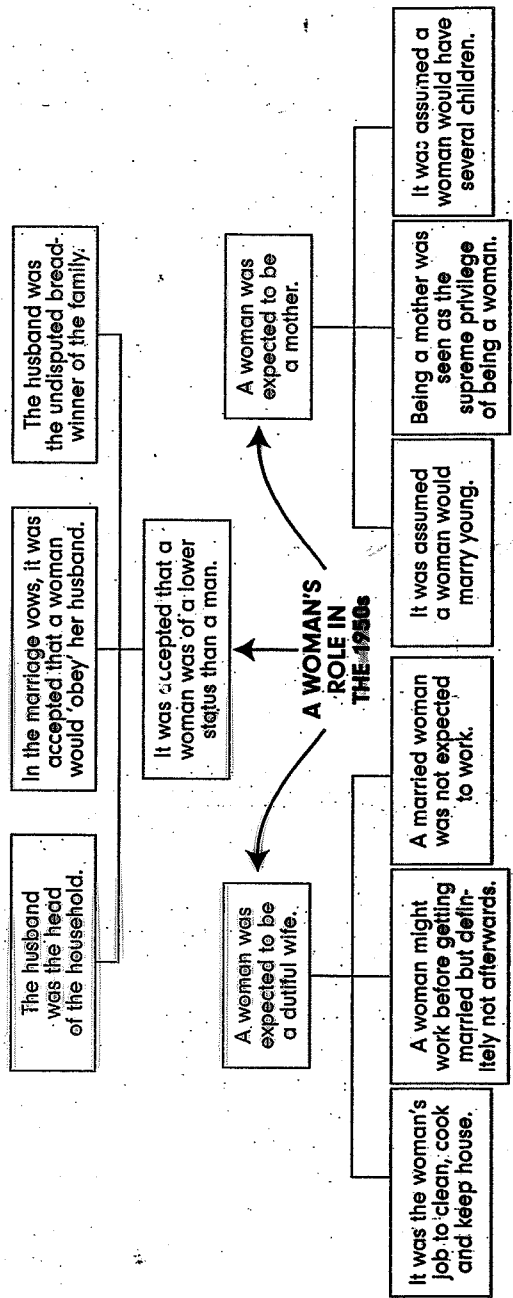 The husband
was the head
of the household.
In the marriage vows, it was
accepted that a woman
would 'obey' her husband.
The husband was
the undisputed bread-
winner of the family.
It was accepted that a
woman was of a lower
status than a man.
A woman was
expected to be
a dutiful wife.
A woman was
expected to be
a mother.
A WOMAN'S
ROLE IN
THE 1950s
It was the woman's
job to clean, cook
and keep house.
A woman might
work before getting
married but defin-
itely not afterwards.
A married woman
was not expected
to work.
It was assumed
a woman would
marry young.
Being a mother was
seen as the
supreme privilege
of being a woman.
It was assumed a
woman would have
several children.